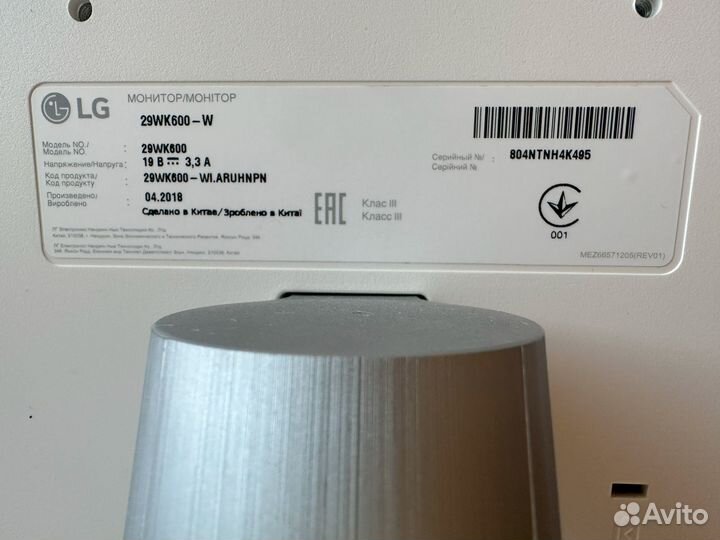 LG
МОНИТОР/МОНІТОР
29WK600-W
Модель NO./
Модель NO.
: 29WK600
Напряжение/Напруга : 19 В ⎓ 3,3 А
Код продукта/
Код продукту
: 29WK600-WI.ARUHNPN
Произведено/
Вироблено
: 04.2018
Сделано в Китае/Зроблено в Китаї
EAC
Клас III
Класс III
Серийный №/
Серійний №
: 804NTNH4K495
001
MEZ66571205(REV01)
Avito